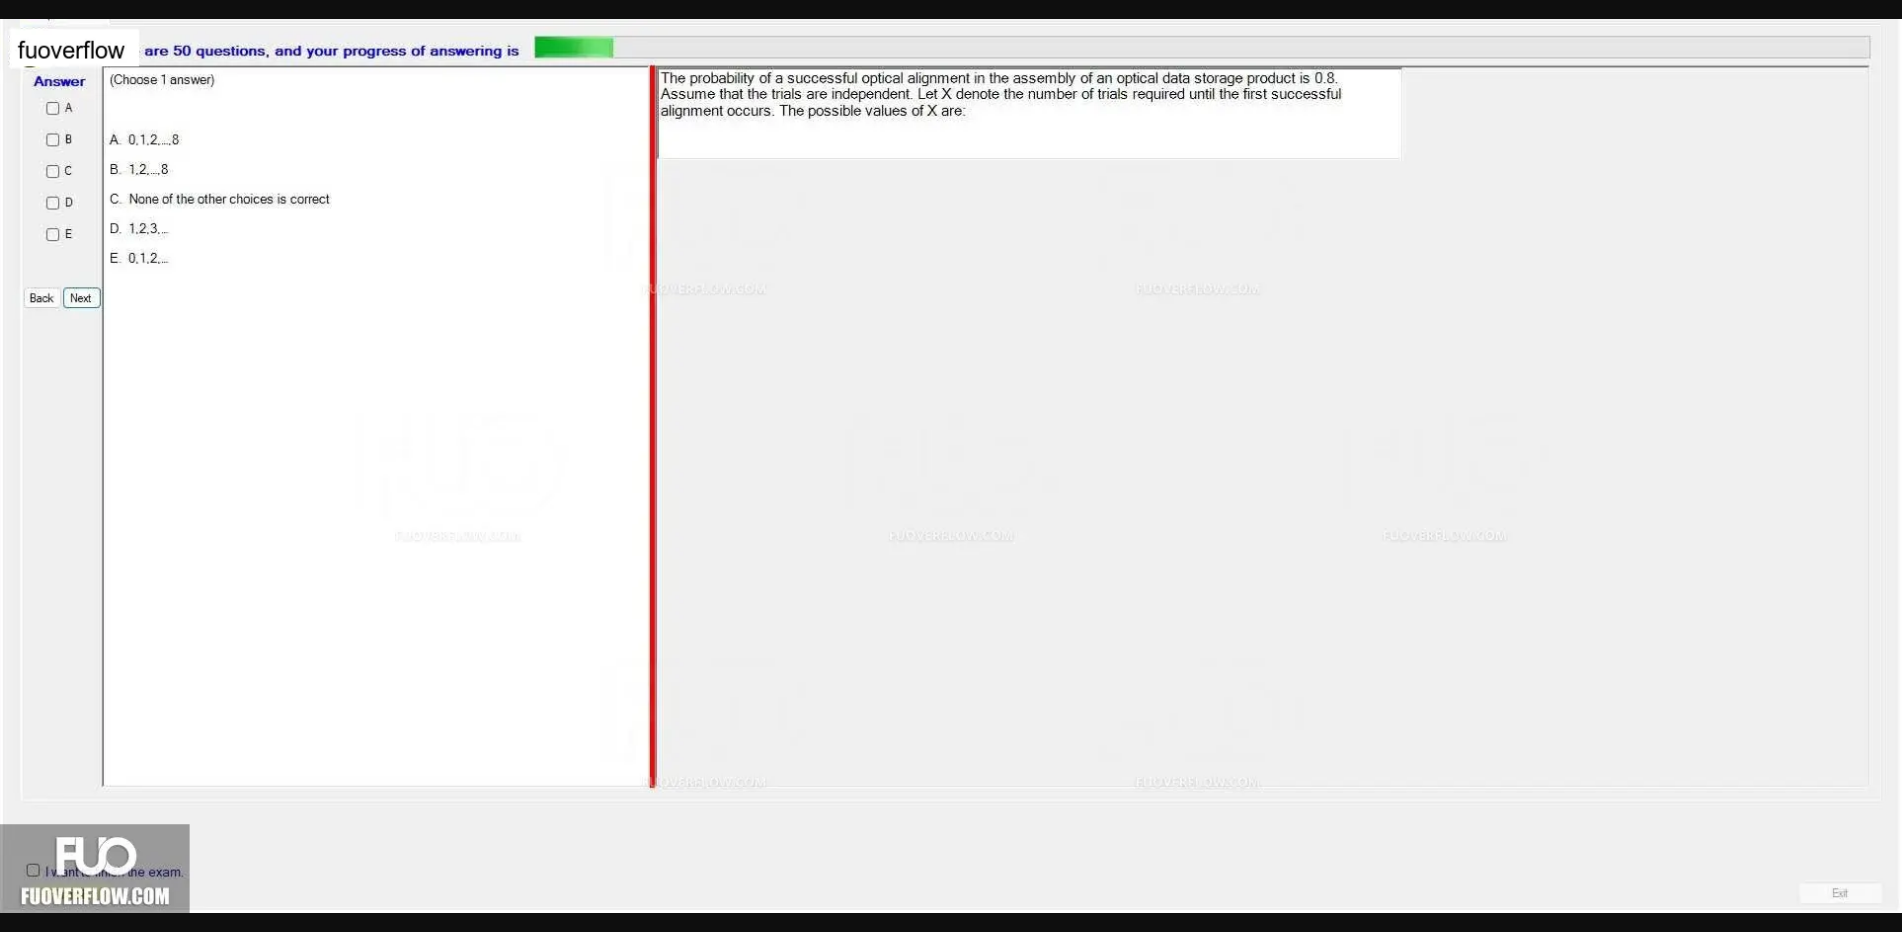 fuoverflow are 50 questions, and your progress of answering is
Answer
(Choose 1 answer)
A
B
C
D
E
A. 0,1,2,...,8
B. 1,2,...,8
C. None of the other choices is correct
D. 1,2,3,...
E. 0,1,2,...
Back Next
The probability of a successful optical alignment in the assembly of an optical data storage product is 0.8.
Assume that the trials are independent. Let X denote the number of trials required until the first successful
alignment occurs. The possible values of X are:
FUOVERFLOW.COM FUOVERFLOW.COM
FUOVERFLOW.COM FUOVERFLOW.COM FUOVERFLOW.COM
FUOVERFLOW.COM FUOVERFLOW.COM
FUO
I want the exam.
FUOVERFLOW.COM
Exit